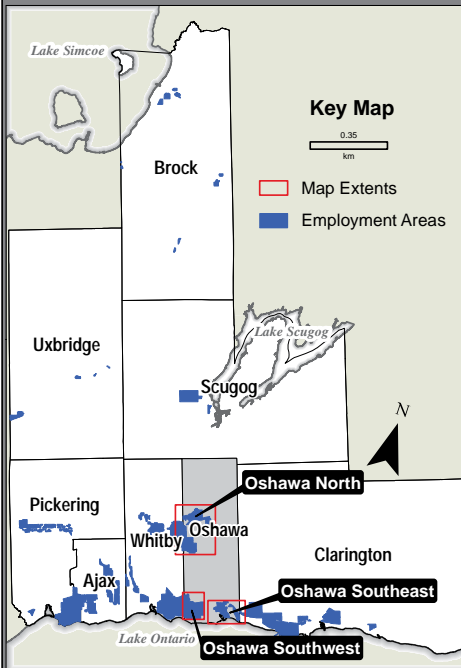 Lake Simcoe
Key Map
0.35
km
Brock
Map Extents
Employment Areas
Uxbridge
Lake Scugog
Scugog
N
Oshawa North
Pickering
Oshawa
Whitby
Clarington
Ajax
Oshawa Southeast
Lake Ontario
Oshawa Southwest